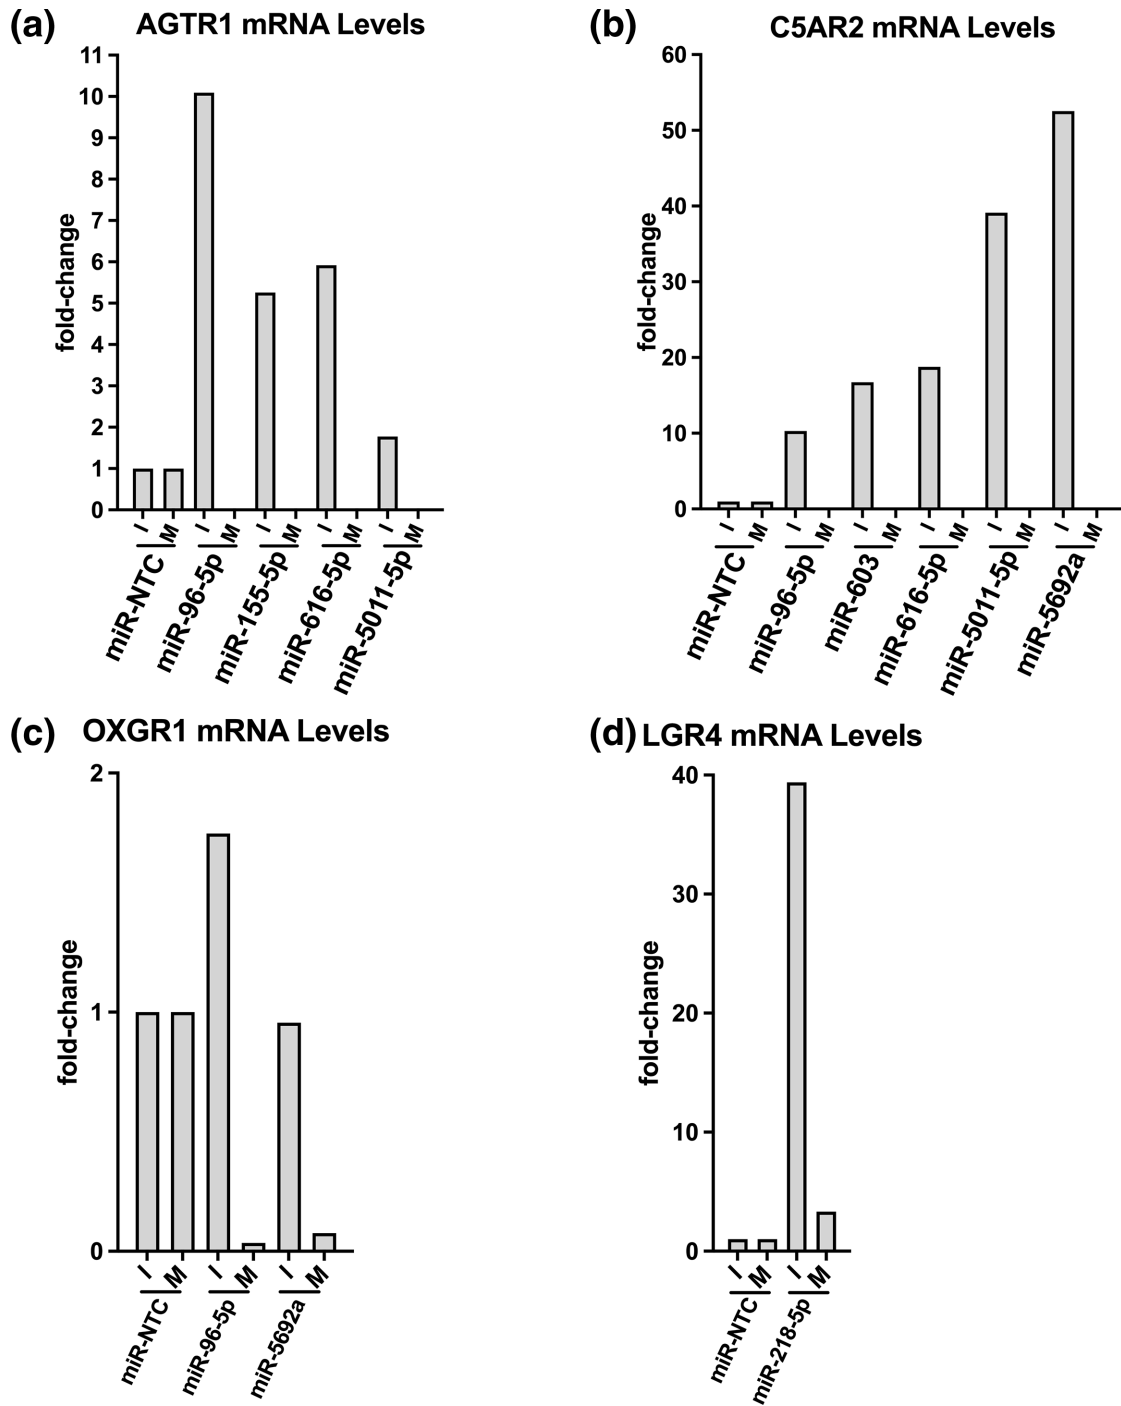 (a) AGTR1 mRNA Levels
fold-change
11
10
9
8
7
6
5
4
3
2
1
0
I M I M I M I M I M
miR-NTC
miR-96-5p
miR-155-5p
miR-616-5p
miR-5011-5p
(b) C5AR2 mRNA Levels
fold-change
60
50
40
30
20
10
0
I M I M I M I M I M I M
miR-NTC
miR-96-5p
miR-603
miR-616-5p
miR-5011-5p
miR-5692a
(c) OXGR1 mRNA Levels
fold-change
2
1
0
I M I M I M
miR-NTC
miR-96-5p
miR-5692a
(d) LGR4 mRNA Levels
fold-change
40
30
20
10
0
I M I M
miR-NTC
miR-218-5p